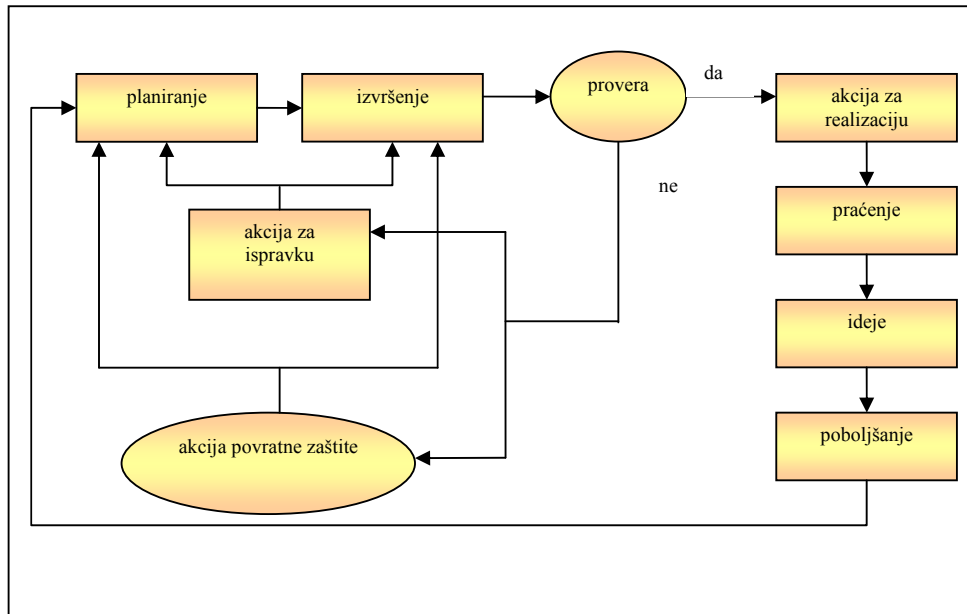 planiranje
izvršenje
provera
da
akcija za
realizaciju
ne
praćenje
akcija za
ispravku
ideje
akcija povratne zaštite
poboljšanje